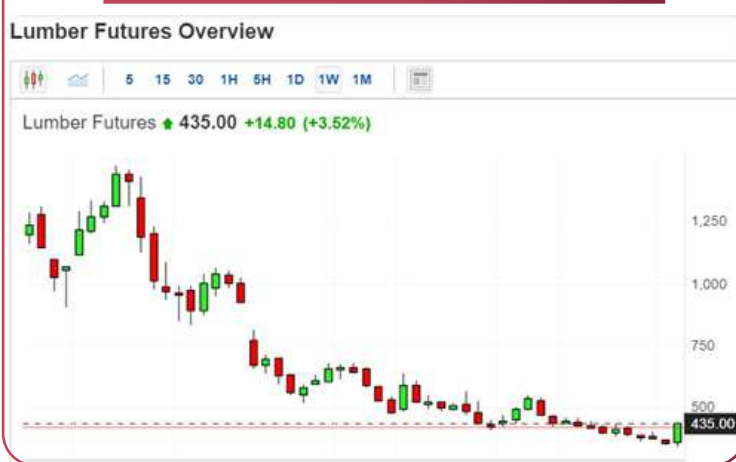 Lumber Futures Overview
5 15 30 1H 5H 1D 1W 1M
Lumber Futures 435.00 +14.80 (+3.52%)
1,250
1,000
750
500
435.00